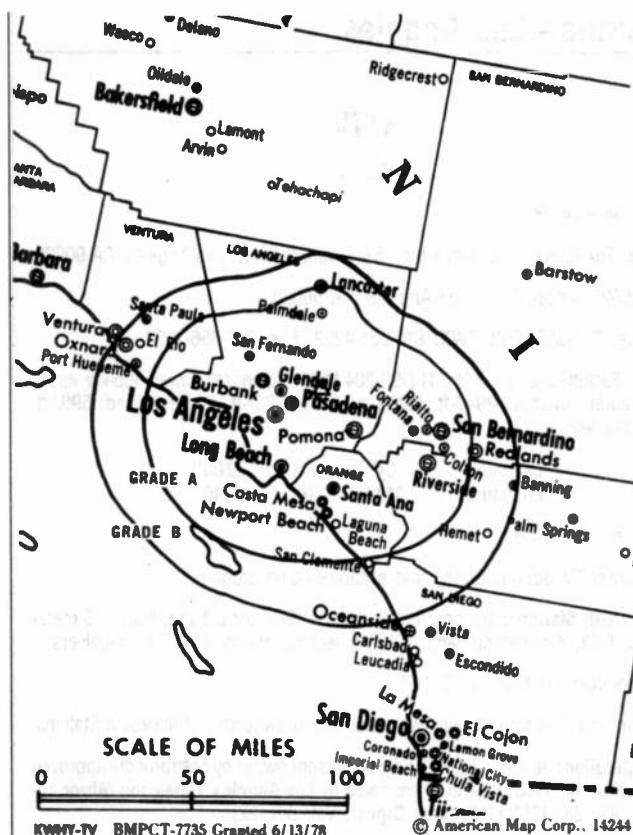 Delano
Wasco
Oildale
Bakersfield
Lamont
Arvin
Tehachapi
Ridgecrest
SAN BERNARDINO
N
I
VENTURA
LOS ANGELES
Barstow
Barbara
Lancaster
Palmdale
Santa Paula
Ventura
El Rio
Oxnard
Port Hueneme
San Fernando
Burbank
Glendale
Los Angeles
Pasadena
Fontana
Rialto
San Bernardino
Pomona
Redlands
Colton
Riverside
Long Beach
ORANGE
Santa Ana
Banning
GRADE A
Costa Mesa
Newport Beach
Laguna
Beach
Palm Springs
Hemet
GRADE B
San Clemente
SAN DIEGO
Oceanside
Vista
Carlsbad
Leucadia
Escondido
La Mesa
El Cajon
San Diego
Lemon Grove
Coronado
National City
Imperial Beach
Chula Vista
SCALE OF MILES
0 50 100
KWHY-TV BMPCT-7735 Granted 6/13/78
© American Map Corp., 14244